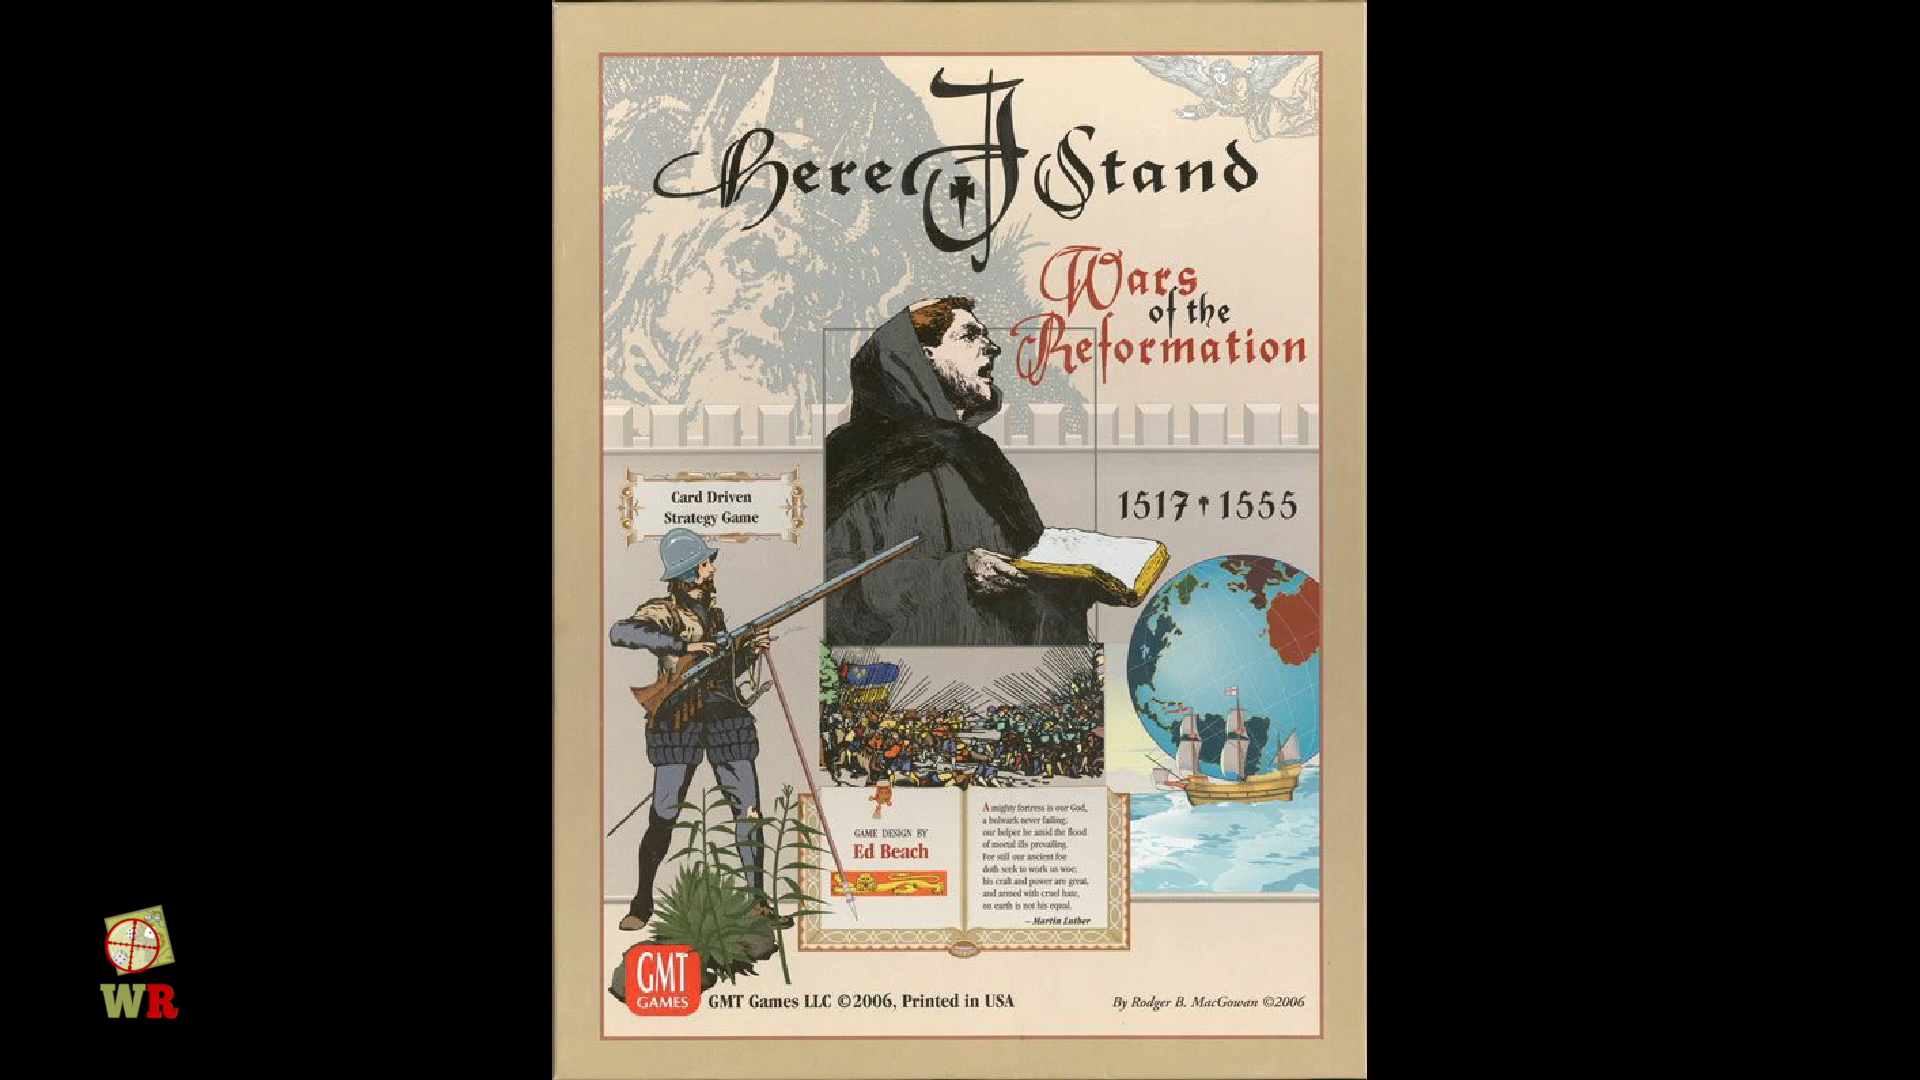 Here I Stand
Wars
of the
Reformation
Card Driven
Strategy Game
1517 1555
GAME DESIGN BY
Ed Beach
A mighty fortress is our God,
a bulwark never failing;
our helper he amid the flood
of mortal ills prevailing.
For still our ancient foe
doth seek to work us woe;
his craft and power are great,
and armed with cruel hate,
on earth is not his equal.
– Martin Luther
GMT
GAMES
GMT Games LLC ©2006, Printed in USA
By Rodger B. MacGowan ©2006
WR